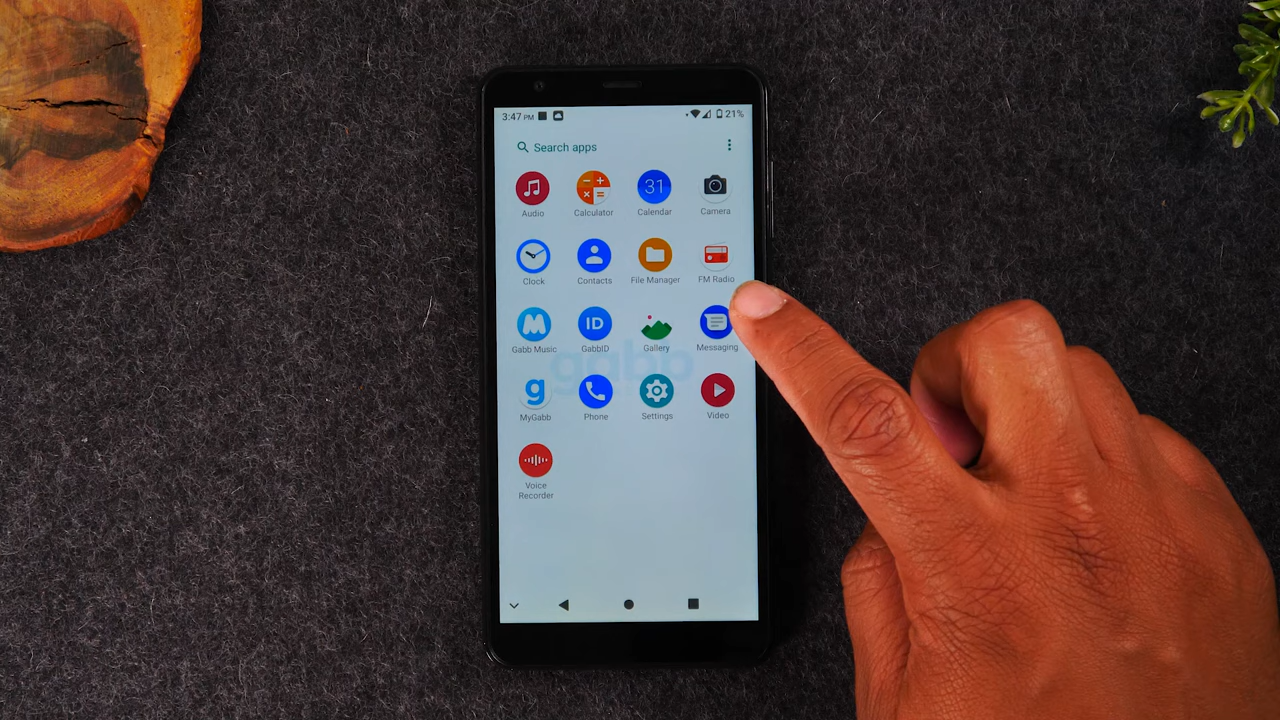 3:47 PM 21%
Search apps
31
Audio Calculator Calendar Camera
Clock Contacts File Manager FM Radio
M ID
Gabb Music GabbID Gallery Messaging
gabb
g
MyGabb Phone Settings Video
Voice
Recorder